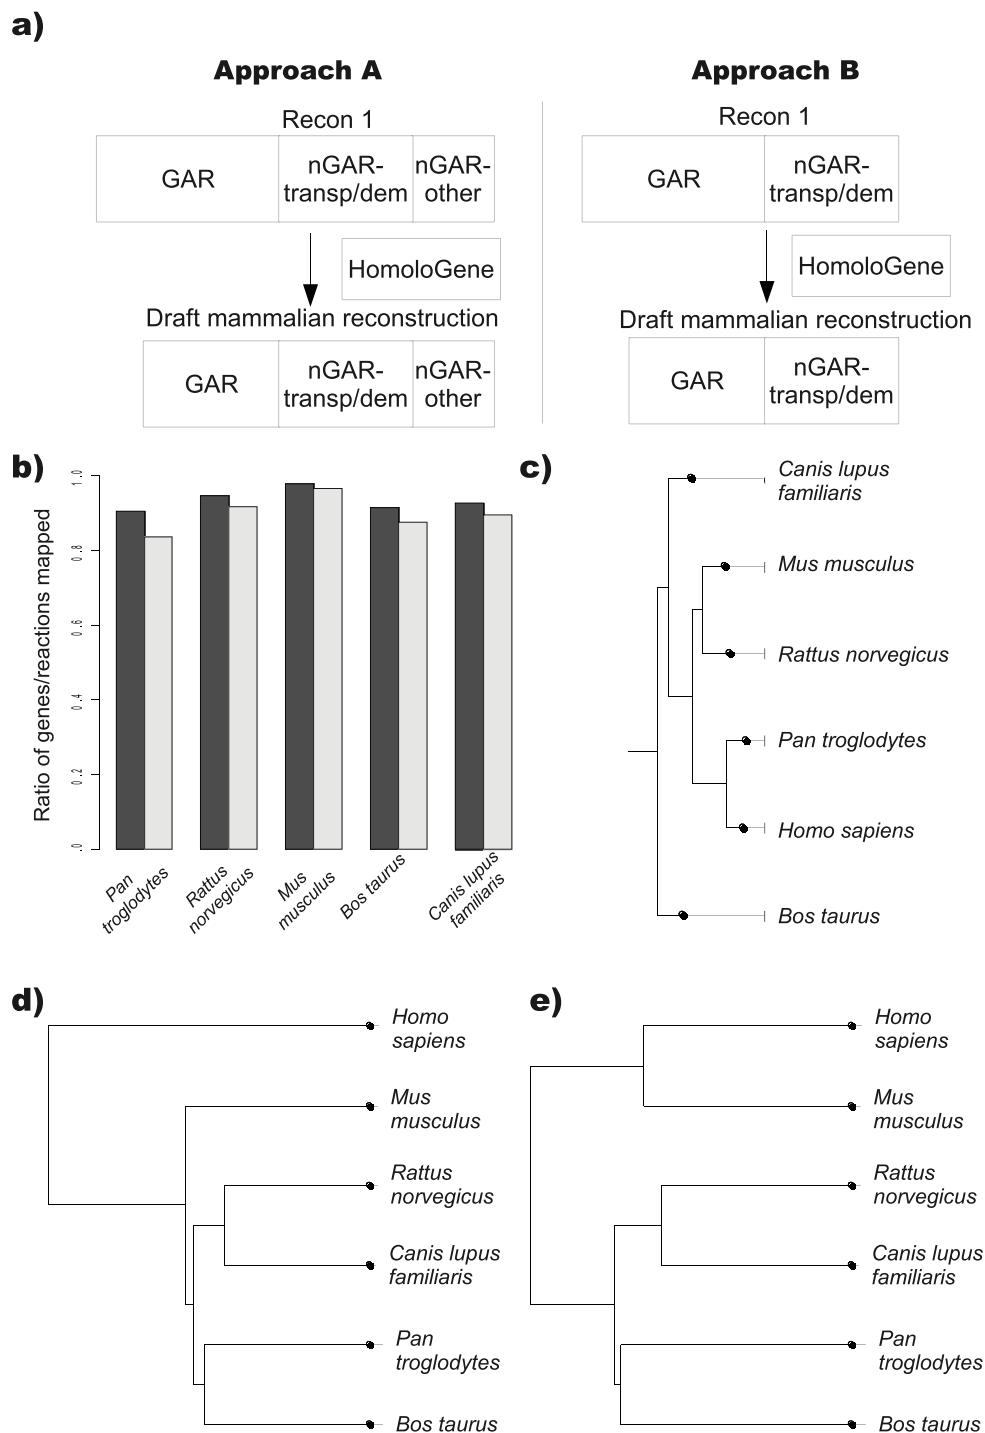 a)
Approach A
Recon 1
GAR
nGAR-
transp/dem
nGAR-
other
HomoloGene
Draft mammalian reconstruction
GAR
nGAR-
transp/dem
nGAR-
other
Approach B
Recon 1
GAR
nGAR-
transp/dem
HomoloGene
Draft mammalian reconstruction
GAR
nGAR-
transp/dem
b)
Ratio of genes/reactions mapped
1.0
0.8
0.6
0.4
0.2
.0
Pan
troglodytes
Rattus
norvegicus
Mus
musculus
Bos taurus
Canis lupus
familiaris
c)
Canis lupus
familiaris
Mus musculus
Rattus norvegicus
Pan troglodytes
Homo sapiens
Bos taurus
d)
Homo
sapiens
Mus
musculus
Rattus
norvegicus
Canis lupus
familiaris
Pan
troglodytes
Bos taurus
e)
Homo
sapiens
Mus
musculus
Rattus
norvegicus
Canis lupus
familiaris
Pan
troglodytes
Bos taurus